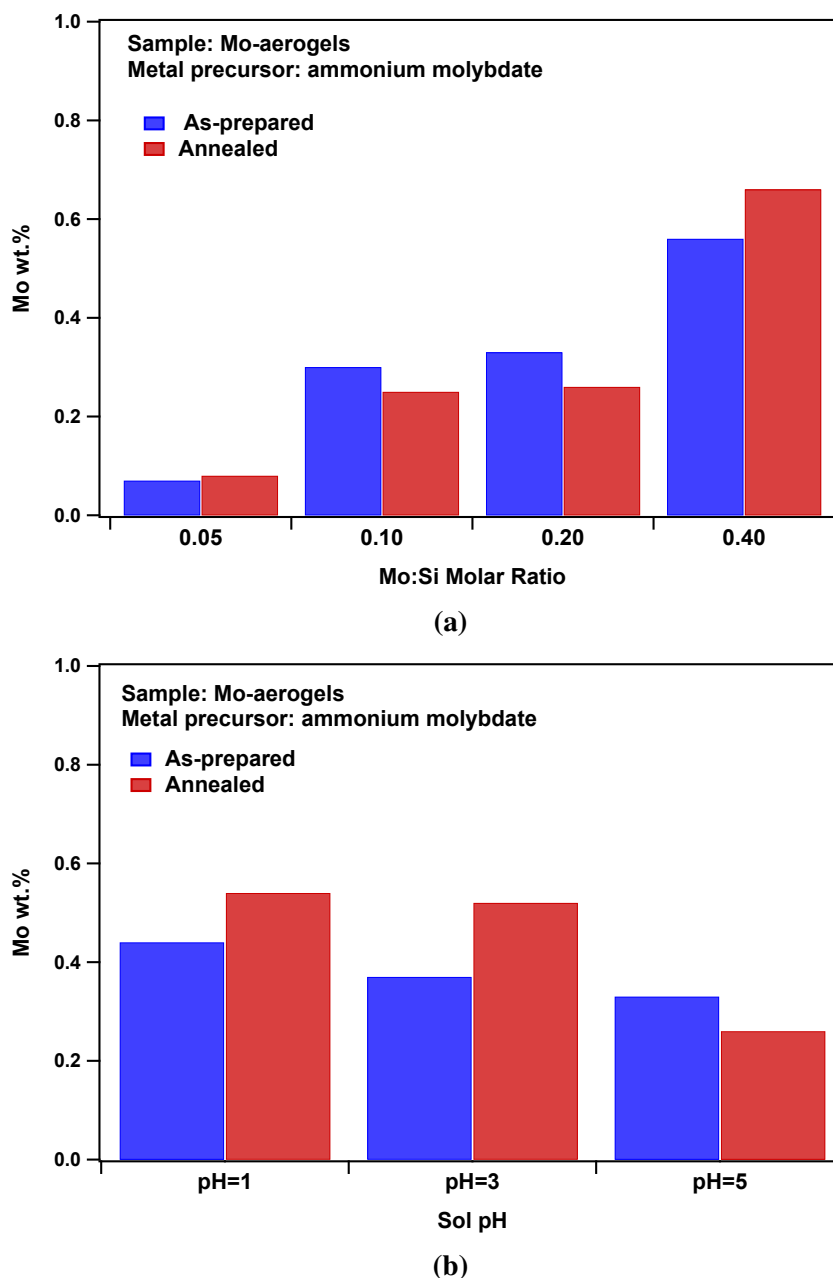 1.0
Sample: Mo-aerogels
Metal precursor: ammonium molybdate
As-prepared
Annealed
0.8
0.6
0.4
0.2
0.0
Mo wt.%
0.05 0.10 0.20 0.40
Mo:Si Molar Ratio
(a)
1.0
Sample: Mo-aerogels
Metal precursor: ammonium molybdate
As-prepared
Annealed
0.8
0.6
0.4
0.2
0.0
Mo wt.%
pH=1 pH=3 pH=5
Sol pH
(b)